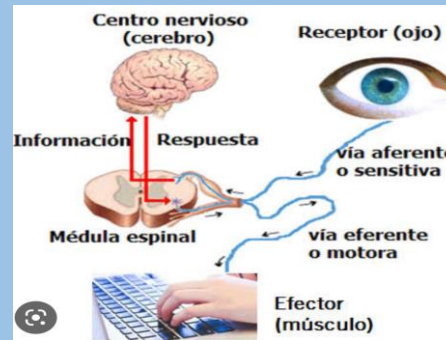 Centro nervioso
(cerebro)
Receptor (ojo)
Información
Respuesta
vía aferente
o sensitiva
Médula espinal
vía eferente
o motora
Efector
(músculo)